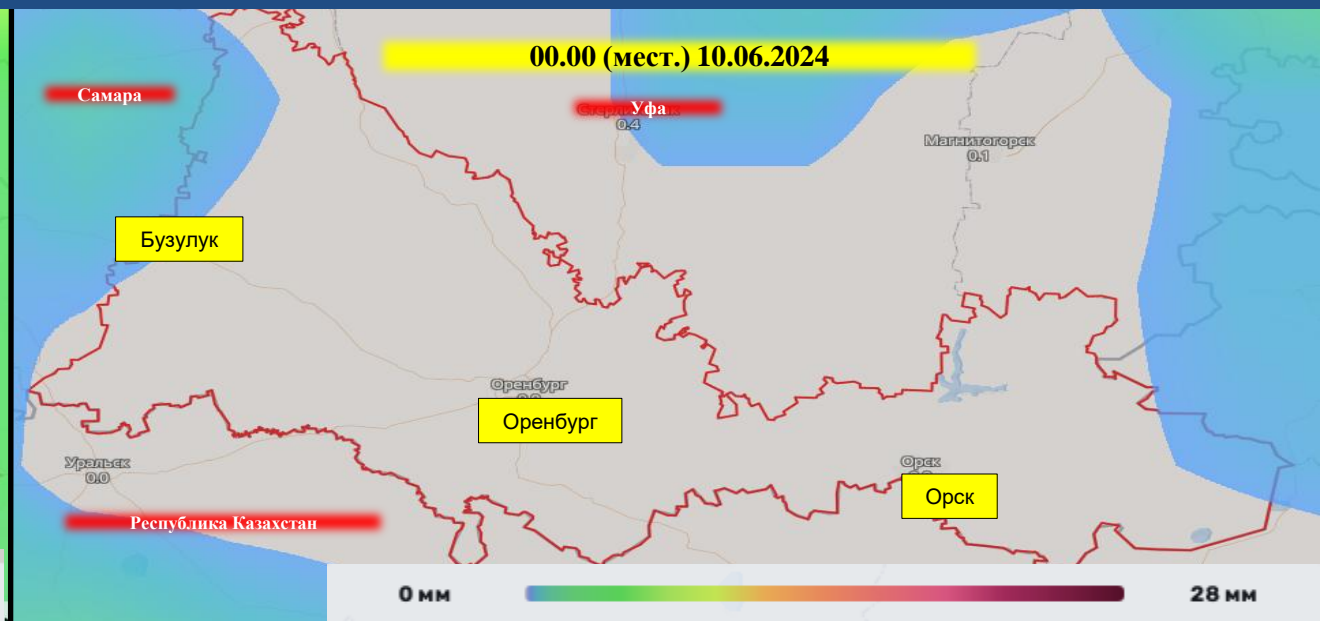 00.00 (мест.) 10.06.2024
Самара
Уфа
0.4
Магнитогорск
0.1
Бузулук
Оренбург
Оренбург
Уральск
0.0
Орск
Орск
Республика Казахстан
0 мм
28 мм